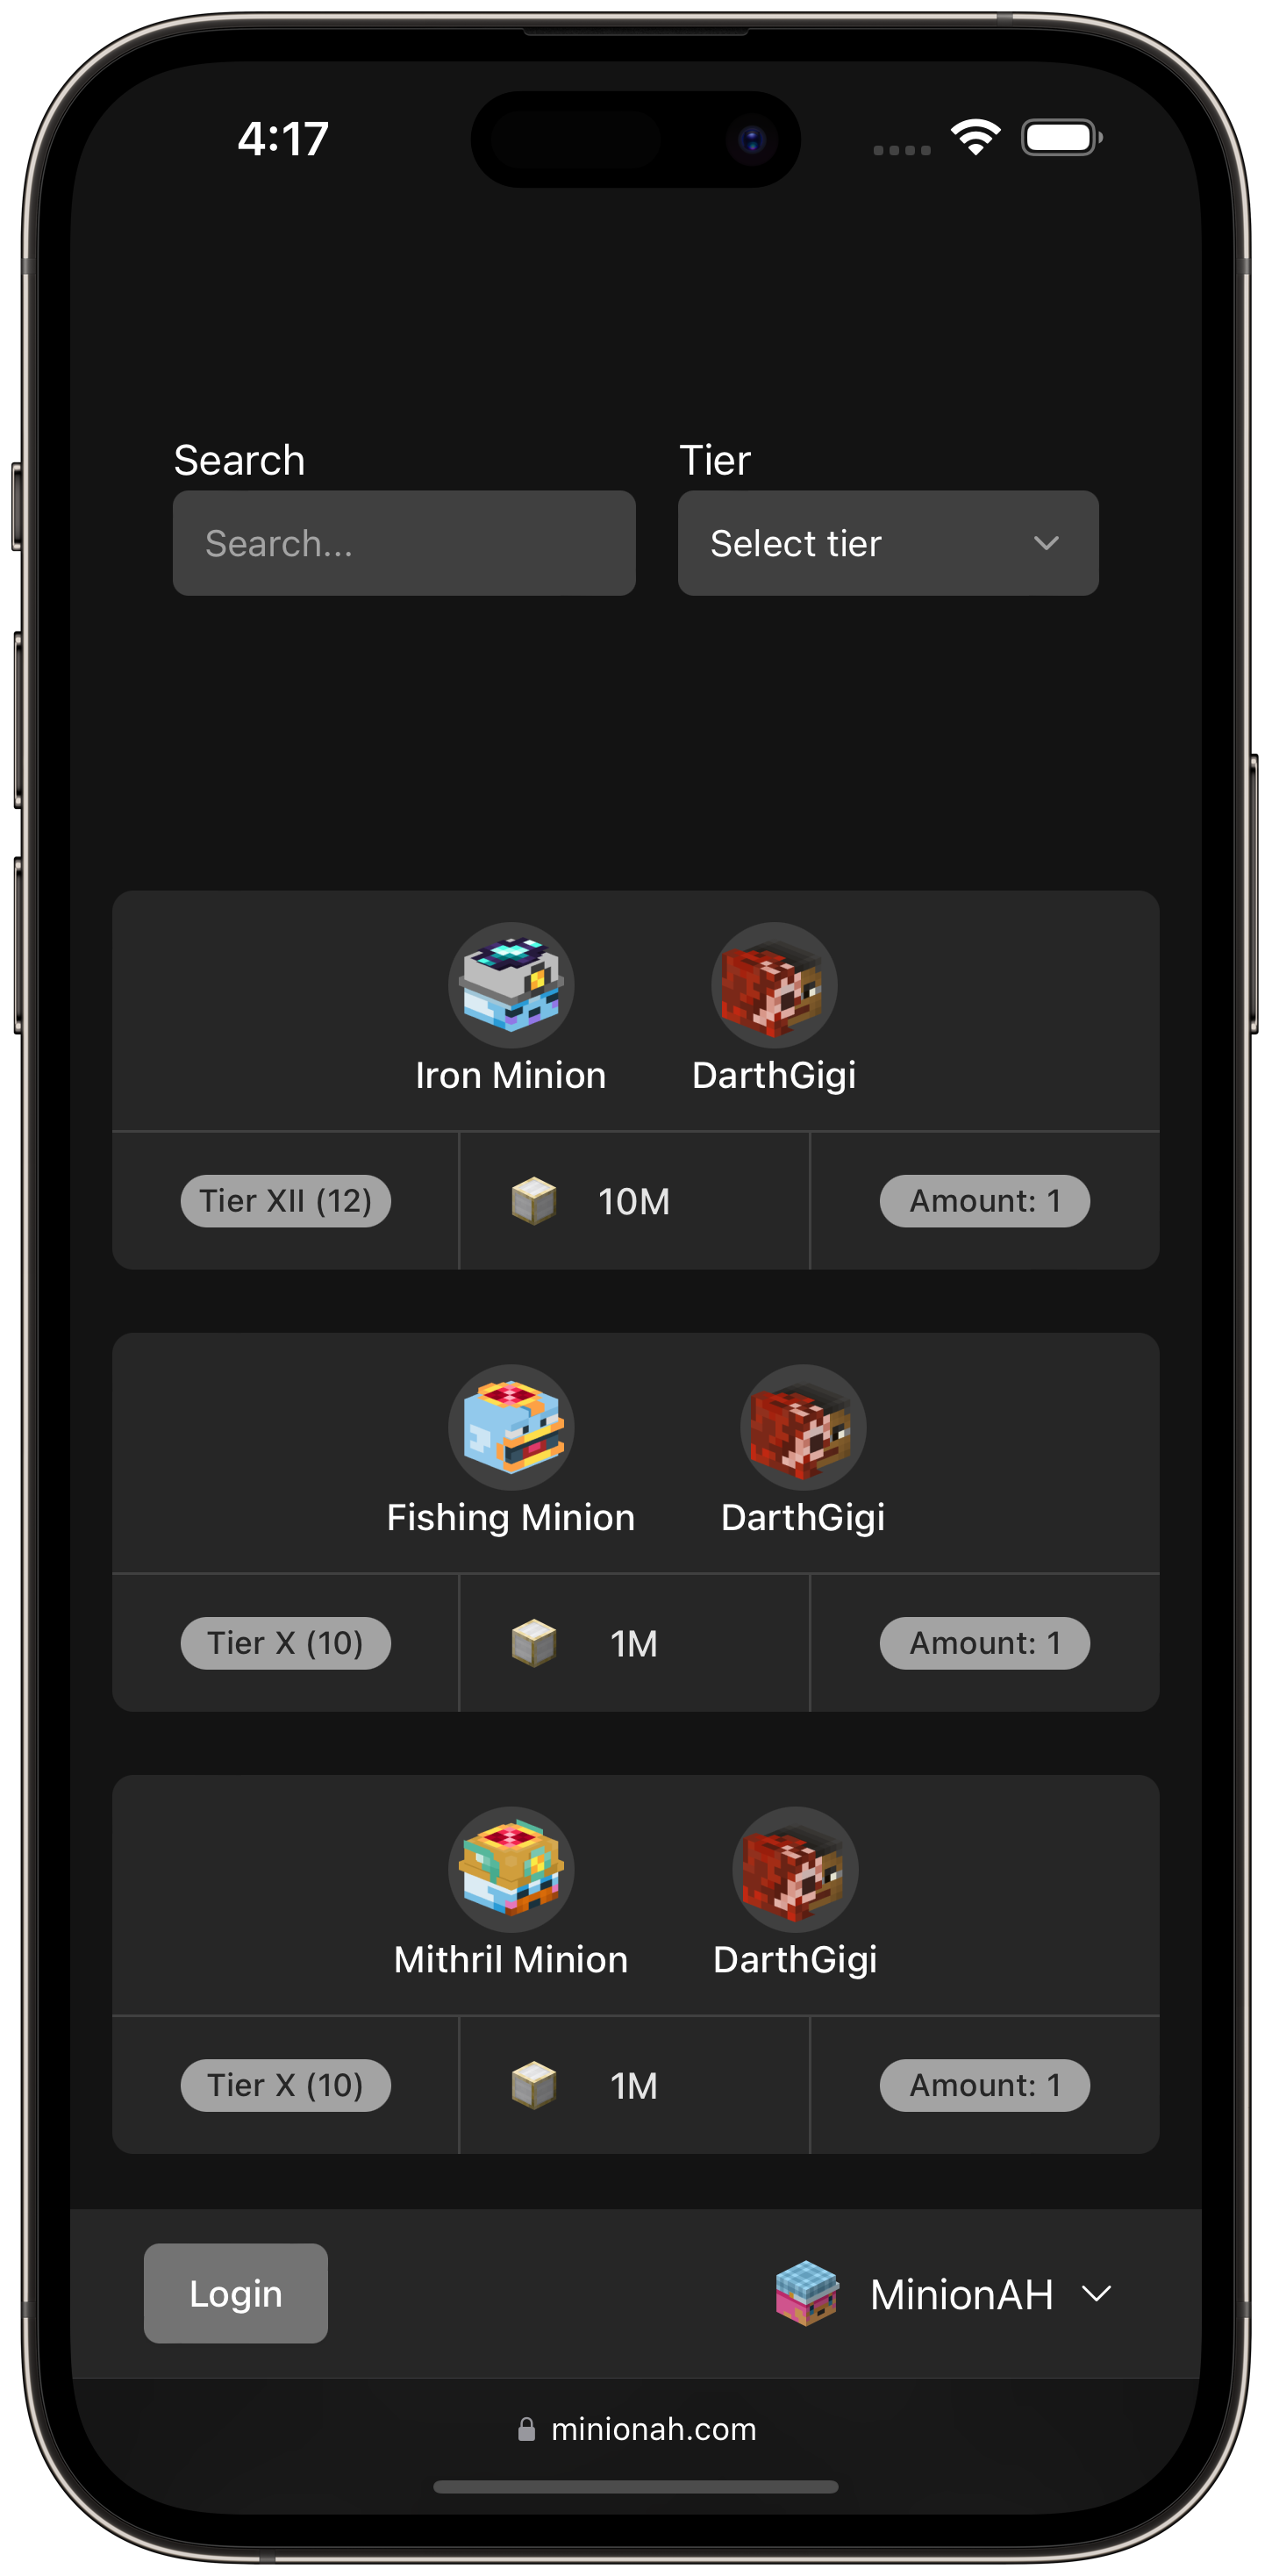 4:17
Search Tier
Search... Select tier
Iron Minion DarthGigi
Tier XII (12) 10M Amount: 1
Fishing Minion DarthGigi
Tier X (10) 1M Amount: 1
Mithril Minion DarthGigi
Tier X (10) 1M Amount: 1
Login MinionAH
minionah.com